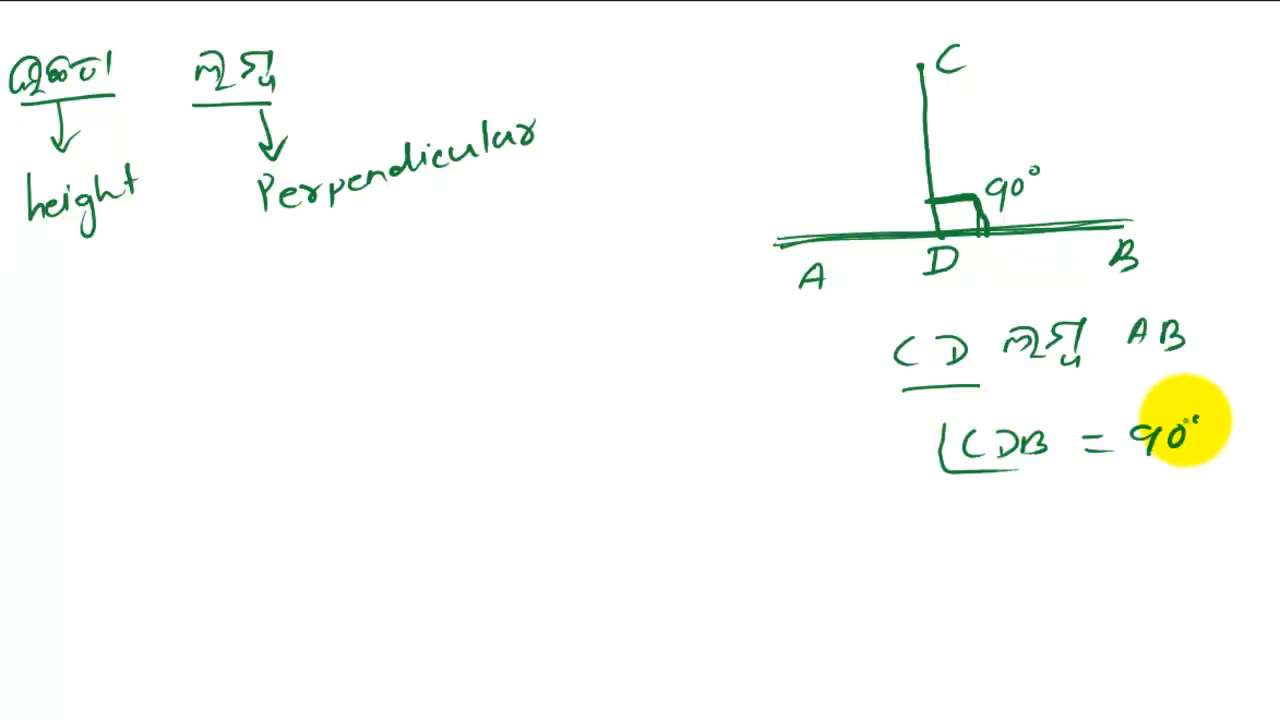 ଉଚ୍ଚତା ଲମ୍ବ
height Perpendicular
C
90°
A D B
CD ଲମ୍ବ AB
∠CDB = 90°